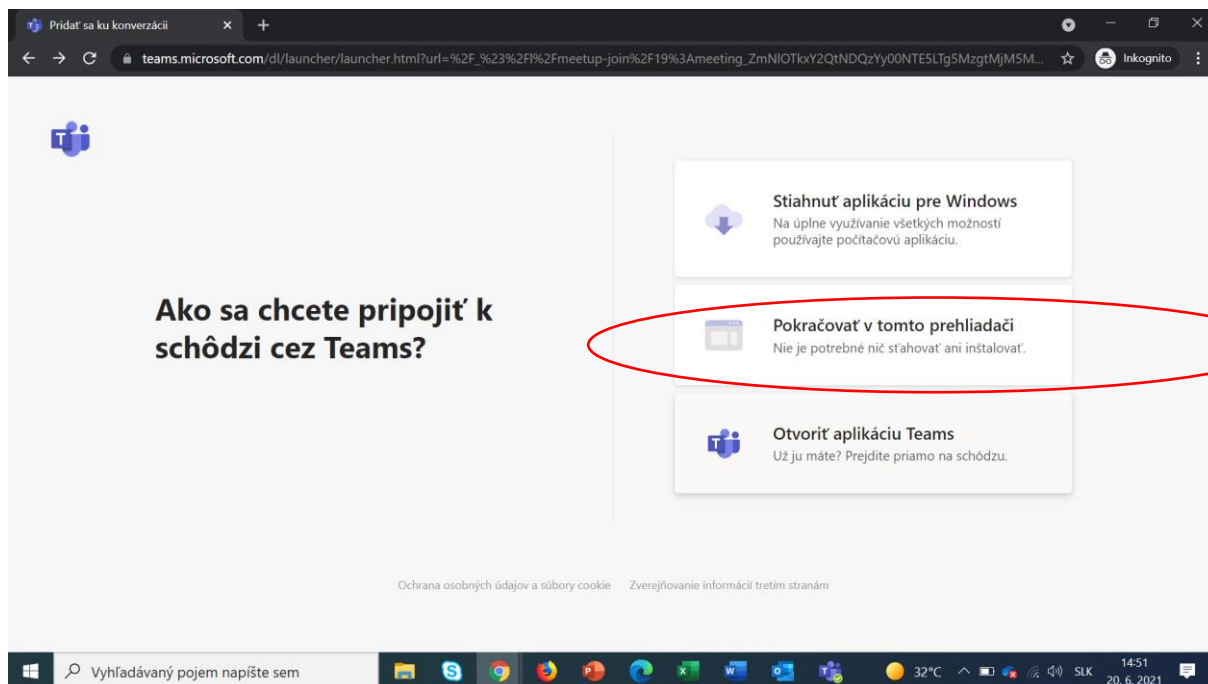 Pridať sa ku konverzácii
teams.microsoft.com/dl/launcher/launcher.html?url=%2F_%23%2Fl%2Fmeetup-join%2F19%3Ameeting_ZmNlOTkxY2QtNDQzYy00NTE5LTg5MzgtMjM5M...
Inkognito
Stiahnuť aplikáciu pre Windows
Na úplne využívanie všetkých možností
používajte počítačovú aplikáciu.
Ako sa chcete pripojiť k
schôdzi cez Teams?
Pokračovať v tomto prehliadači
Nie je potrebné nič sťahovať ani inštalovať.
Otvoriť aplikáciu Teams
Už ju máte? Prejdite priamo na schôdzu.
Ochrana osobných údajov a súbory cookie Zverejňovanie informácií tretím stranám
Vyhľadávaný pojem napíšte sem
32°C SLK
14:51
20. 6. 2021